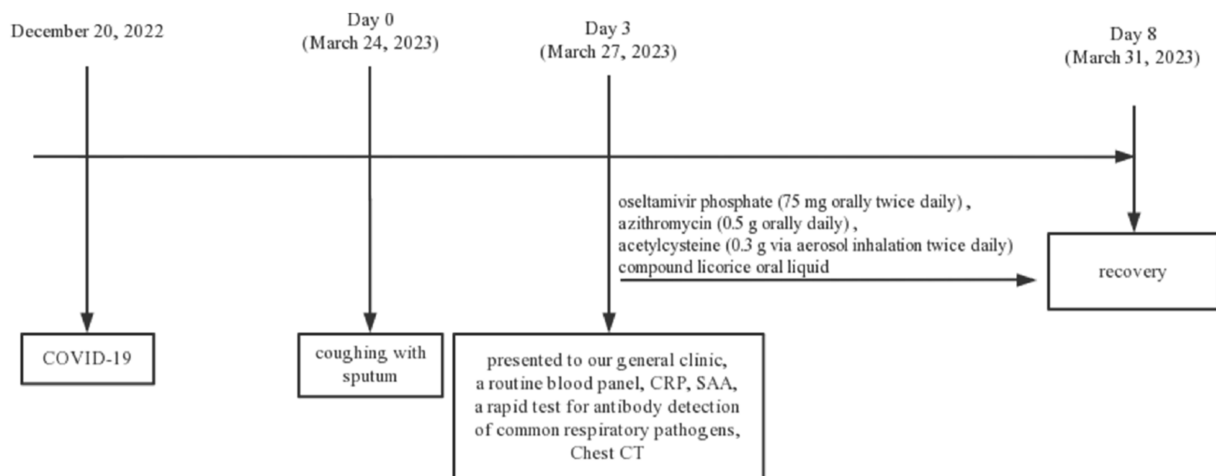 December 20, 2022
Day 0
(March 24, 2023)
Day 3
(March 27, 2023)
Day 8
(March 31, 2023)
oseltamivir phosphate (75 mg orally twice daily) ,
azithromycin (0.5 g orally daily) ,
acetylcysteine (0.3 g via aerosol inhalation twice daily)
compound licorice oral liquid
recovery
COVID-19
coughing with
sputum
presented to our general clinic,
a routine blood panel, CRP, SAA,
a rapid test for antibody detection
of common respiratory pathogens,
Chest CT